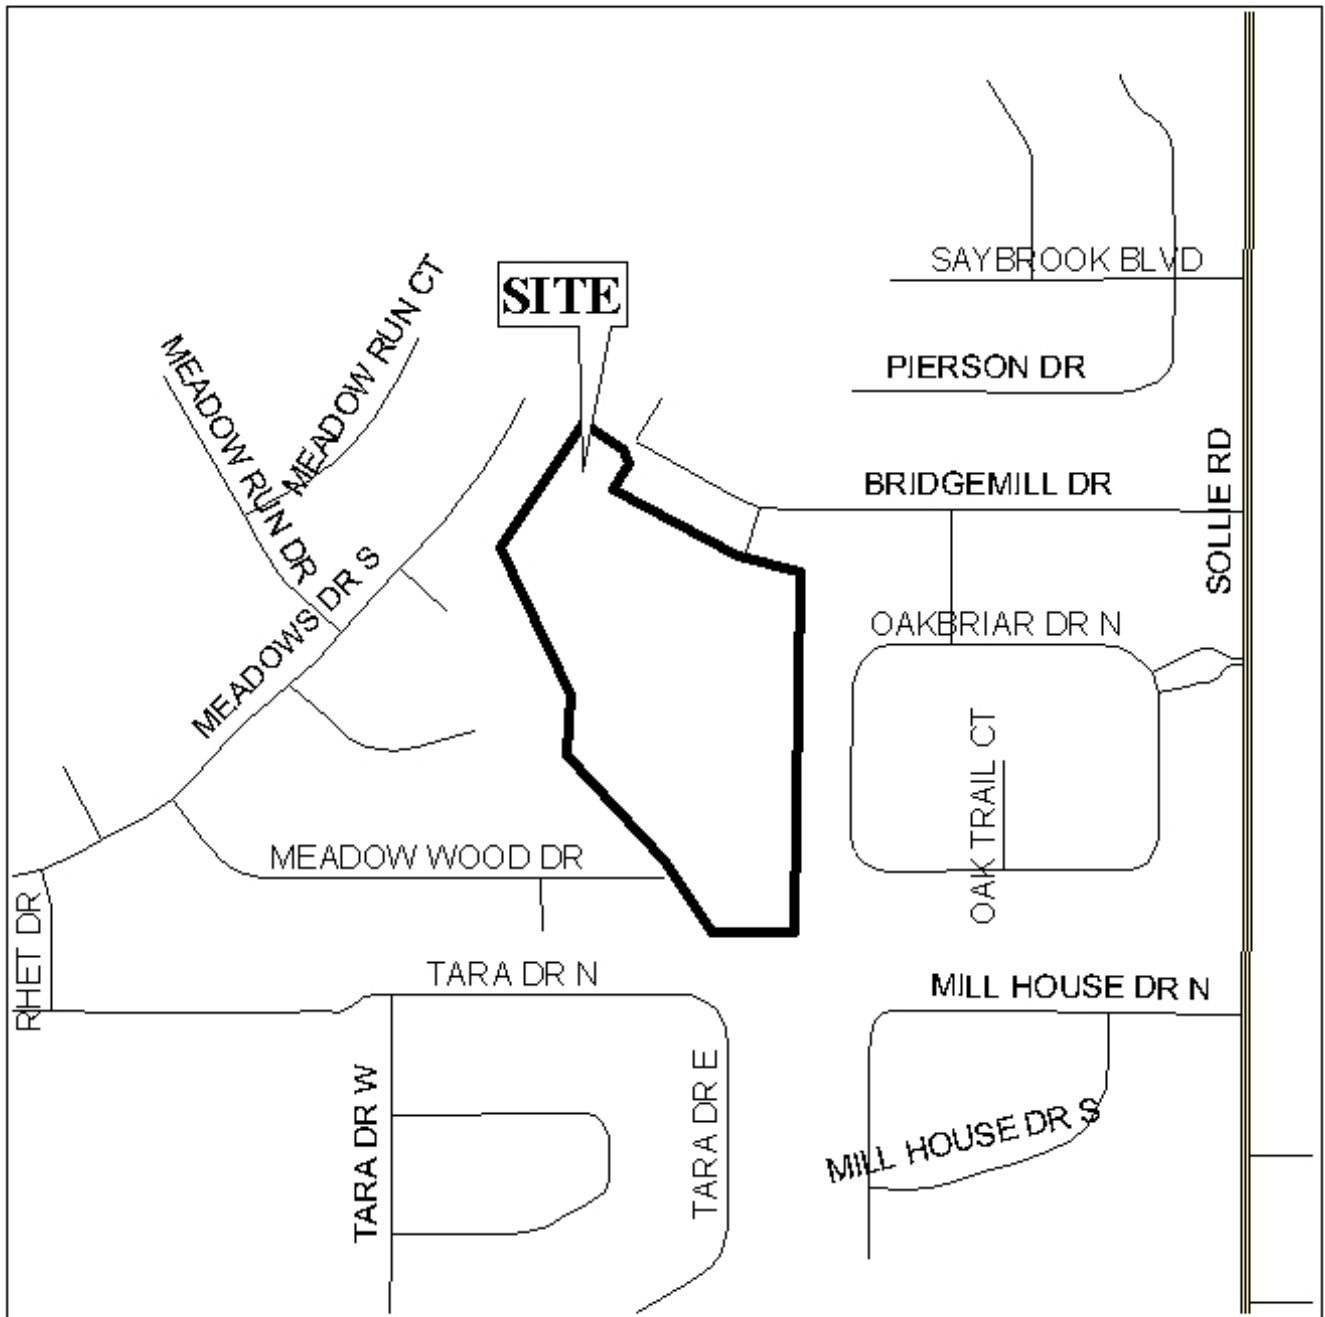 SAYBROOK BLVD
SITE
MEADOW RUN CT
MEADOW RUN DR
PIERSON DR
BRIDGEMILL DR
SOLLIE RD
MEADOWS DR S
OAKBRIAR DR N
OAK TRAIL CT
MEADOW WOOD DR
RHET DR
TARA DR N
MILL HOUSE DR N
TARA DR W
TARA DR E
MILL HOUSE DR S